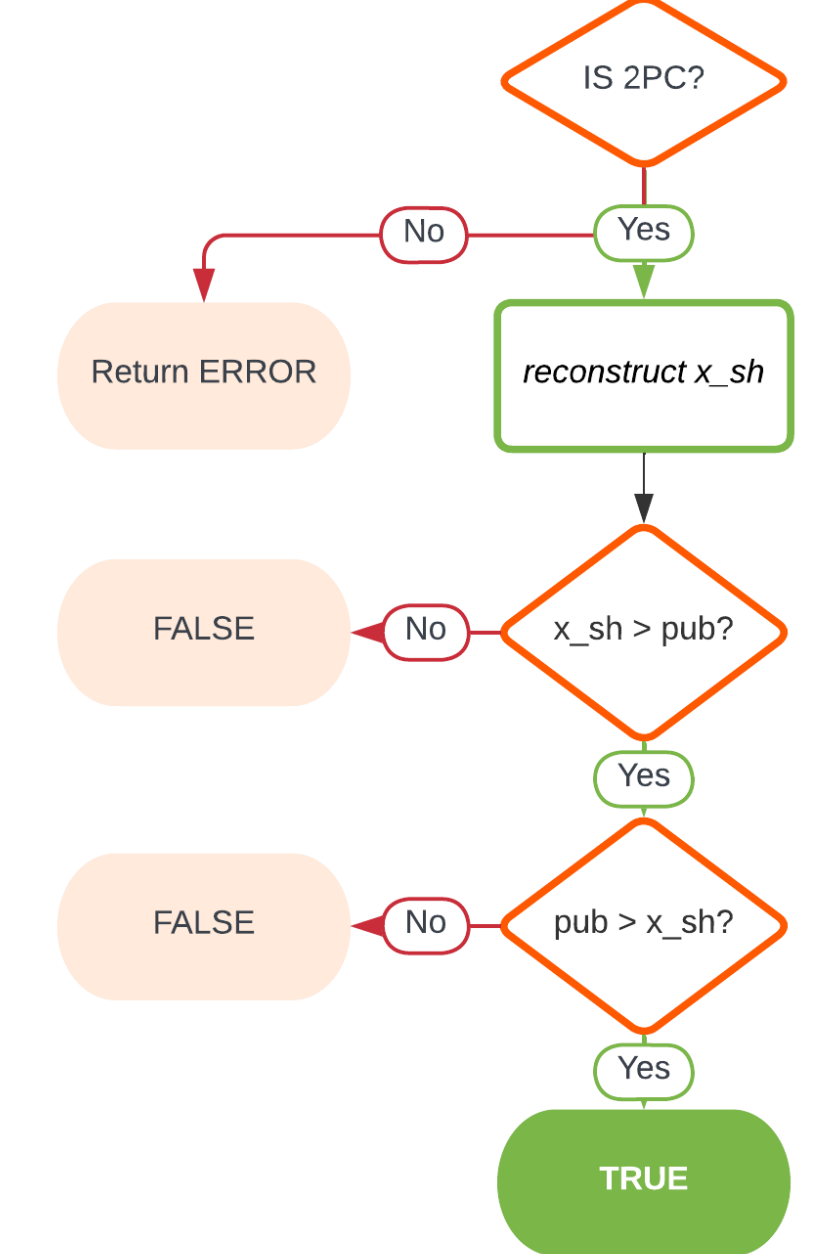 IS 2PC?
No
Yes
Return ERROR
reconstruct x_sh
FALSE
No
x_sh > pub?
Yes
FALSE
No
pub > x_sh?
Yes
TRUE